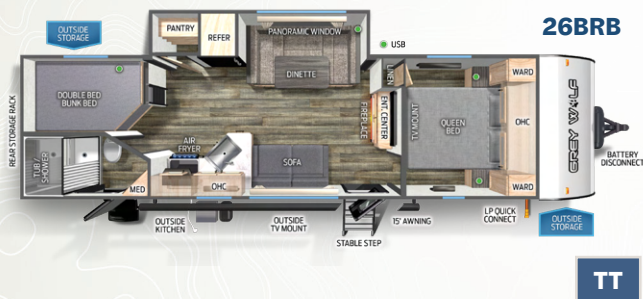 26BRB
OUTSIDE
STORAGE
PANTRY
REFER
PANORAMIC WINDOW
USB
DINETTE
LINEN
WARD
DOUBLE BED
BUNK BED
REAR STORAGE RACK
FIREPLACE
ENT. CENTER
TV MOUNT
QUEEN
BED
OHC
GREY WOLF
BATTERY
DISCONNECT
TUB /
SHOWER
AIR
FRYER
SOFA
MED
OHC
WARD
OUTSIDE
KITCHEN
OUTSIDE
TV MOUNT
STABLE STEP
15' AWNING
LP QUICK
CONNECT
OUTSIDE
STORAGE
TT